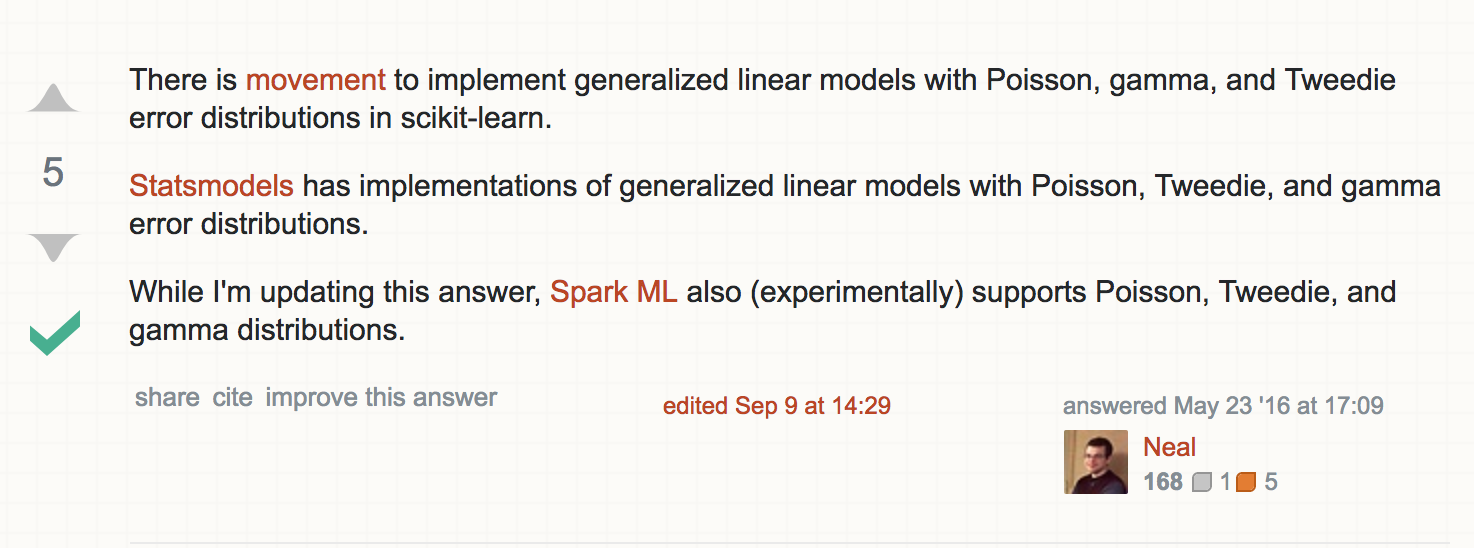 There is movement to implement generalized linear models with Poisson, gamma, and Tweedie
error distributions in scikit-learn.
5
Statsmodels has implementations of generalized linear models with Poisson, Tweedie, and gamma
error distributions.
While I'm updating this answer, Spark ML also (experimentally) supports Poisson, Tweedie, and
gamma distributions.
share cite improve this answer
edited Sep 9 at 14:29
answered May 23 '16 at 17:09
Neal
168 1 5